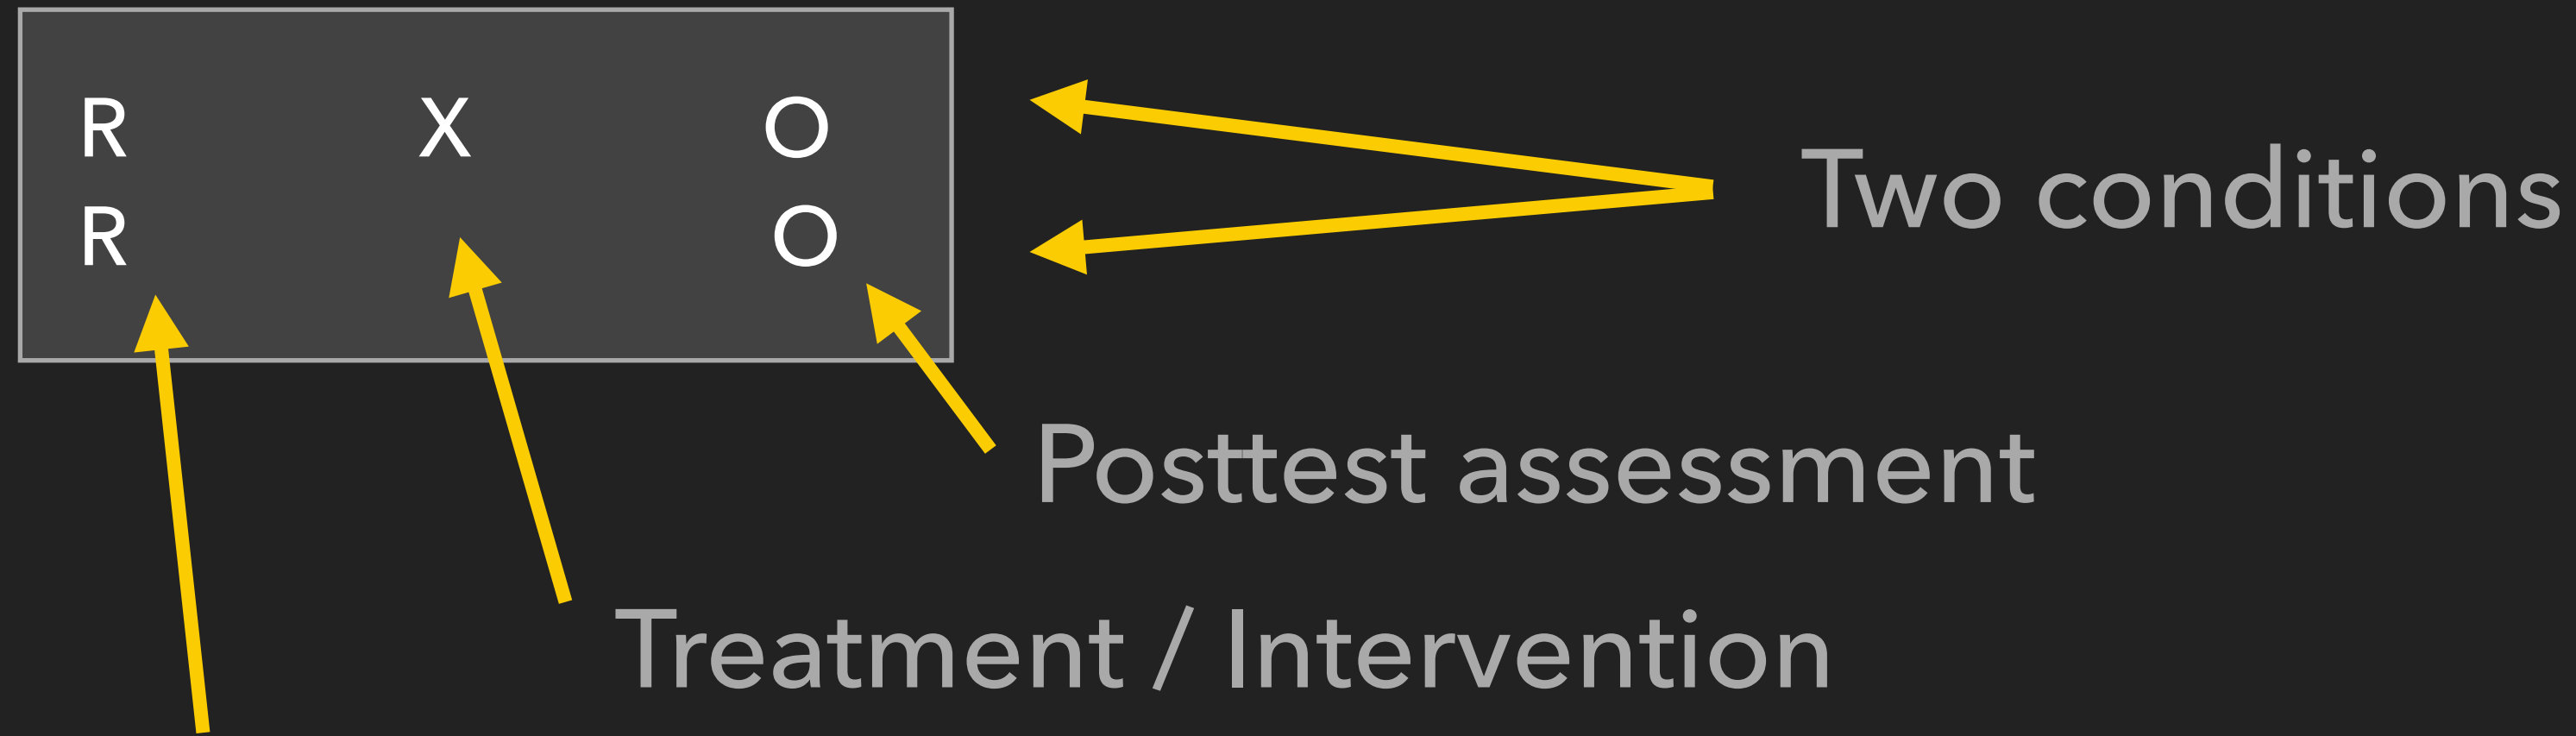 R X O
R O
Two conditions
Posttest assessment
Treatment / Intervention